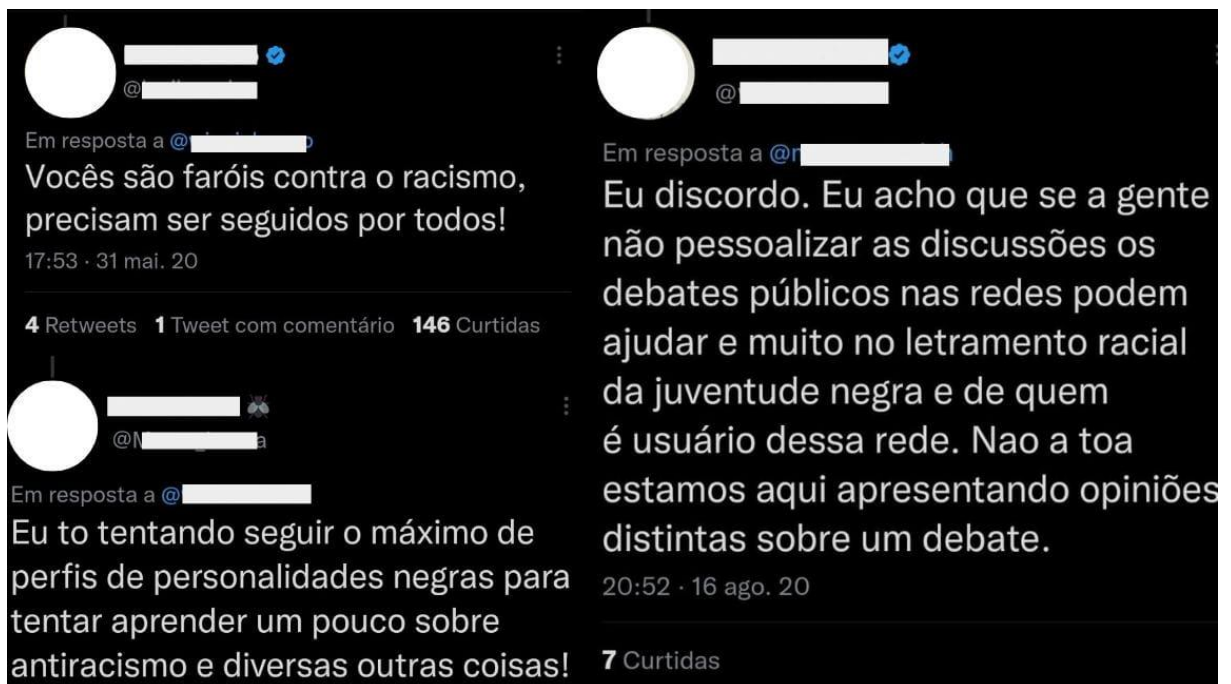 @
Em resposta a @
Vocês são faróis contra o racismo,
precisam ser seguidos por todos!
17:53 · 31 mai. 20
4 Retweets 1 Tweet com comentário 146 Curtidas
@
Em resposta a @
Eu to tentando seguir o máximo de
perfis de personalidades negras para
tentar aprender um pouco sobre
antiracismo e diversas outras coisas!
@
Em resposta a @
Eu discordo. Eu acho que se a gente
não pessoalizar as discussões os
debates públicos nas redes podem
ajudar e muito no letramento racial
da juventude negra e de quem
é usuário dessa rede. Nao a toa
estamos aqui apresentando opiniões
distintas sobre um debate.
20:52 · 16 ago. 20
7 Curtidas